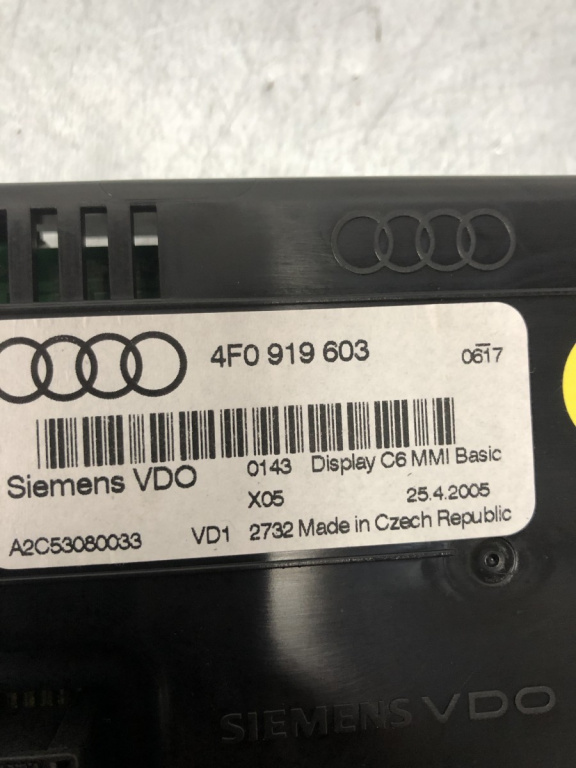 4F0 919 603 0617
Siemens VDO 0143 Display C6 MMI Basic
X05 25.4.2005
A2C53080033 VD1 2732 Made in Czech Republic
SIEMENS VDO